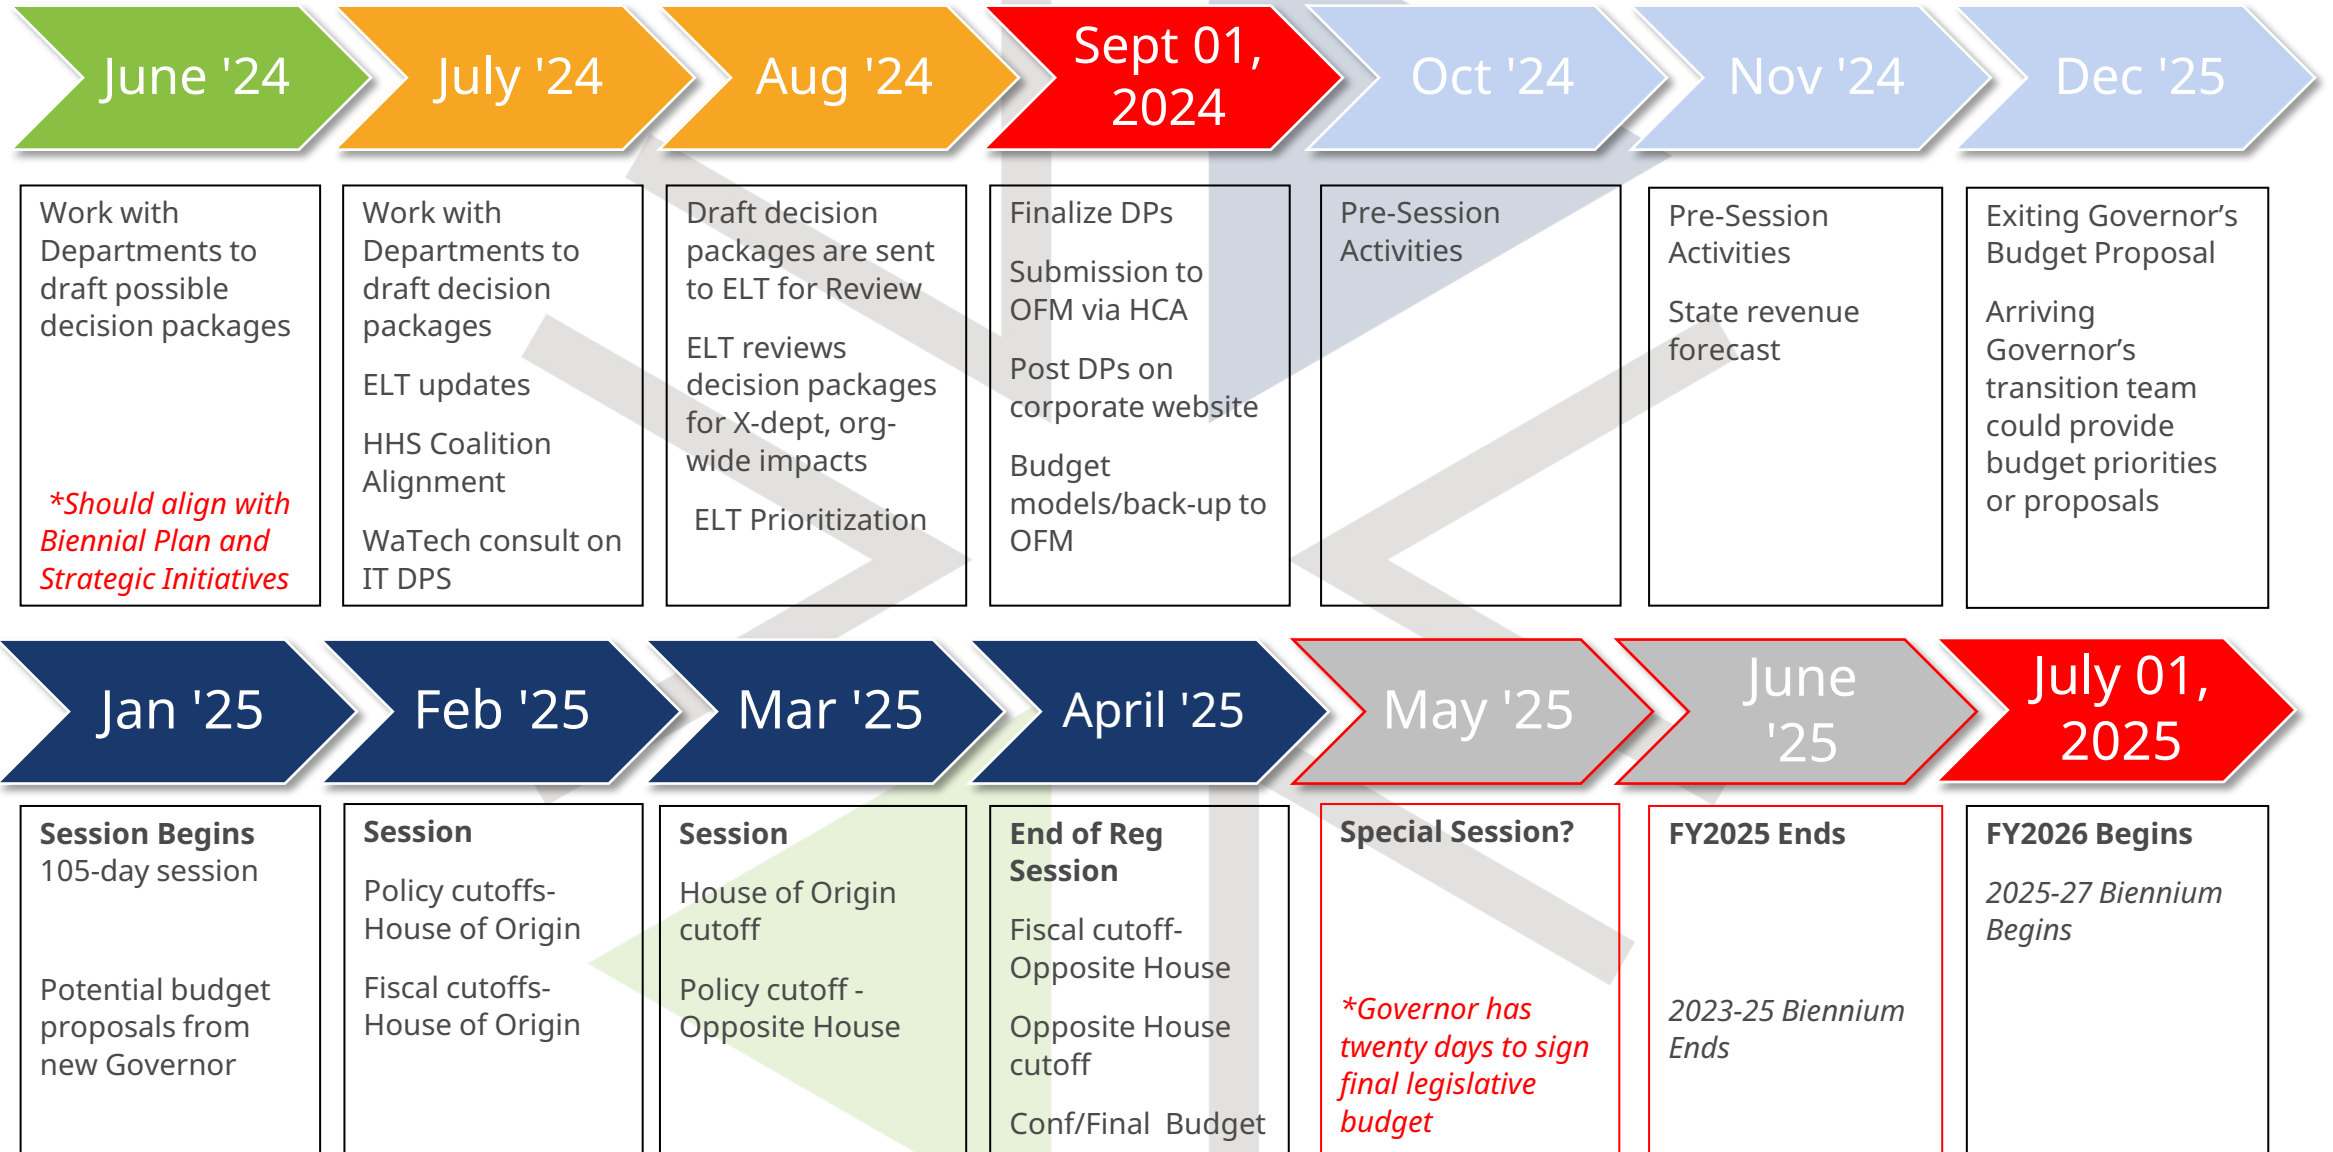 June '24
July '24
Aug '24
Sept 01,
2024
Oct '24
Nov '24
Dec '25
Work with
Departments to
draft possible
decision packages
*Should align with
Biennial Plan and
Strategic Initiatives
Work with
Departments to
draft decision
packages
ELT updates
HHS Coalition
Alignment
WaTech consult on
IT DPS
Draft decision
packages are sent
to ELT for Review
ELT reviews
decision packages
for X-dept, org-
wide impacts
ELT Prioritization
Finalize DPs
Submission to
OFM via HCA
Post DPs on
corporate website
Budget
models/back-up to
OFM
Pre-Session
Activities
Pre-Session
Activities
State revenue
forecast
Exiting Governor’s
Budget Proposal
Arriving
Governor’s
transition team
could provide
budget priorities
or proposals
Jan '25
Feb '25
Mar '25
April '25
May '25
June
'25
July 01,
2025
Session Begins
105-day session
Potential budget
proposals from
new Governor
Session
Policy cutoffs-
House of Origin
Fiscal cutoffs-
House of Origin
Session
House of Origin
cutoff
Policy cutoff -
Opposite House
End of Reg
Session
Fiscal cutoff-
Opposite House
Opposite House
cutoff
Conf/Final  Budget
Special Session?
*Governor has
twenty days to sign
final legislative
budget
FY2025 Ends
2023-25 Biennium
Ends
FY2026 Begins
2025-27 Biennium
Begins